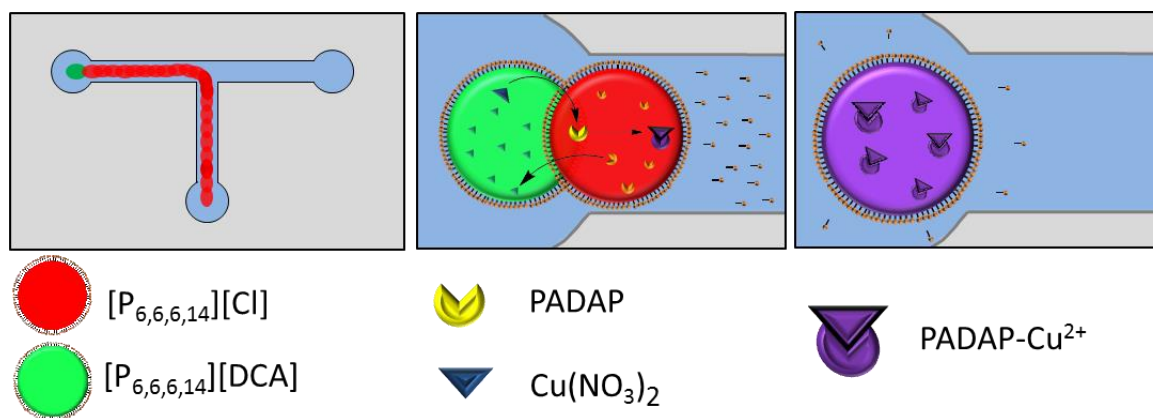 [P6,6,6,14][Cl]
PADAP
PADAP-Cu2+
[P6,6,6,14][DCA]
Cu(NO3)2